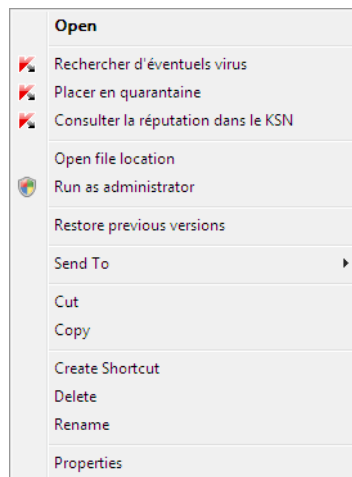 Open
Rechercher d'éventuels virus
Placer en quarantaine
Consulter la réputation dans le KSN
Open file location
Run as administrator
Restore previous versions
Send To
Cut
Copy
Create Shortcut
Delete
Rename
Properties